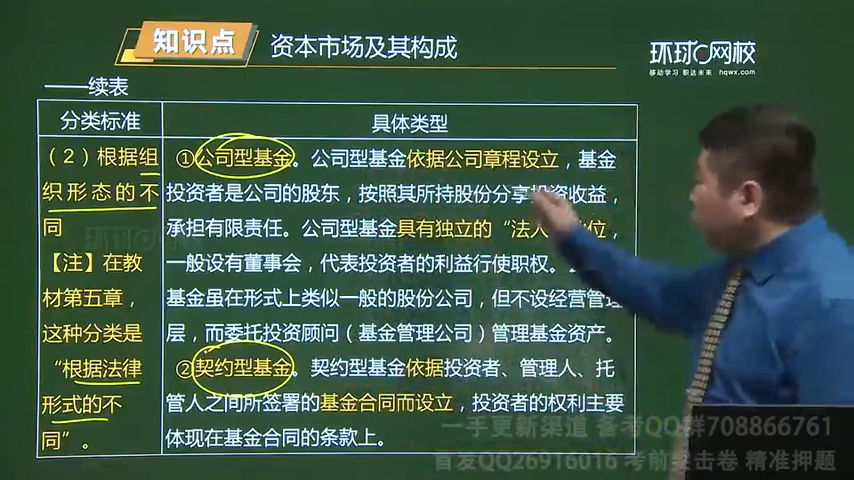 知识点
资本市场及其构成
环球网校
移动学习 职达未来 hqwx.com
——续表
分类标准
具体类型
（2）根据组
织形态的不
同
【注】在教
材第五章，
这种分类是
“根据法律
形式的不
同”。
①公司型基金。公司型基金依据公司章程设立，基金
投资者是公司的股东，按照其所持股份分享投资收益，
承担有限责任。公司型基金具有独立的“法人”位，
一般设有董事会，代表投资者的利益行使职权。
基金虽在形式上类似一般的股份公司，但不设经营管理
层，而委托投资顾问（基金管理公司）管理基金资产。
②契约型基金。契约型基金依据投资者、管理人、托
管人之间所签署的基金合同而设立，投资者的权利主要
体现在基金合同的条款上。
环球网校
一手更新渠道 备考QQ群708866761
首发QQ26916016 考前突击卷 精准押题